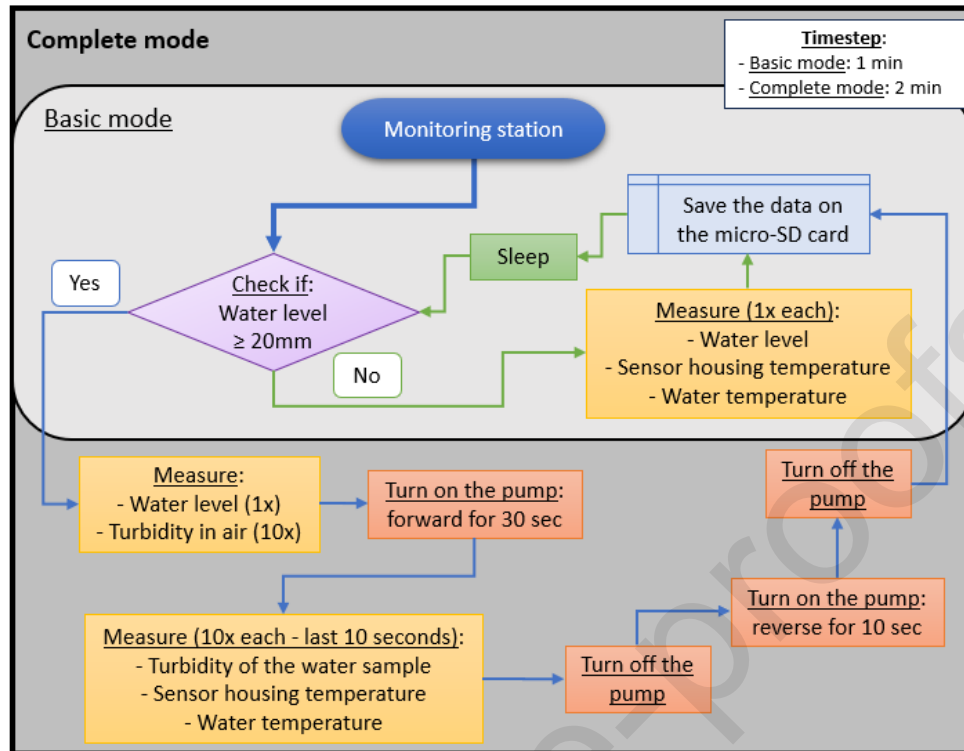 Complete mode
Timestep:
- Basic mode: 1 min
- Complete mode: 2 min
Basic mode
Monitoring station
Save the data on
the micro-SD card
Sleep
Yes
Check if:
Water level
≥ 20mm
No
Measure (1x each):
- Water level
- Sensor housing temperature
- Water temperature
Measure:
- Water level (1x)
- Turbidity in air (10x)
Turn on the pump:
forward for 30 sec
Turn off the
pump
Measure (10x each - last 10 seconds):
- Turbidity of the water sample
- Sensor housing temperature
- Water temperature
Turn off the
pump
Turn on the pump:
reverse for 10 sec
e-proofs